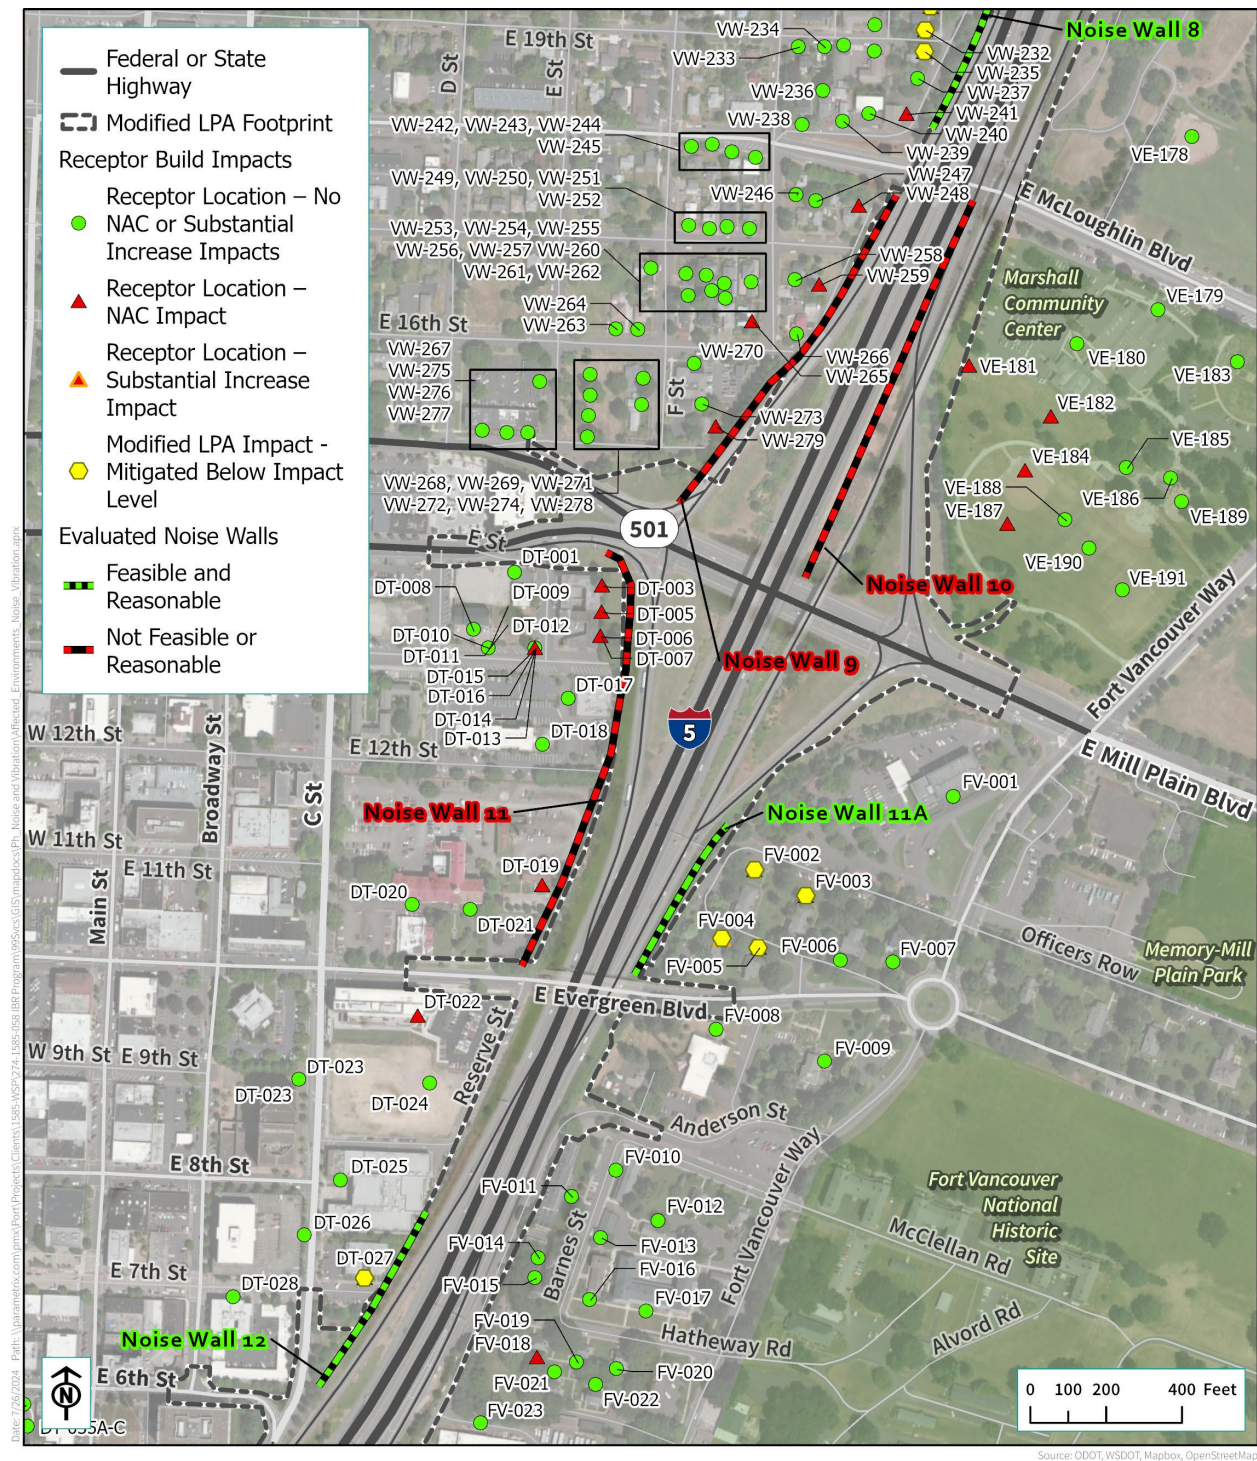 Federal or State
Highway
Modified LPA Footprint
Receptor Build Impacts
Receptor Location – No
NAC or Substantial
Increase Impacts
Receptor Location –
NAC Impact
Receptor Location –
Substantial Increase
Impact
Modified LPA Impact -
Mitigated Below Impact
Level
Evaluated Noise Walls
Feasible and
Reasonable
Not Feasible or
Reasonable
E 19th St
D St
E St
VW-234
VW-233
Noise Wall 8
VW-232
VW-235
VW-237
VW-236
VW-241
VW-238
VW-240
VW-239
VE-178
VW-242, VW-243, VW-244
VW-245
VW-247
VW-246
VW-248
E McLoughlin Blvd
VW-249, VW-250, VW-251
VW-252
VW-253, VW-254, VW-255
VW-256, VW-257 VW-260
VW-261, VW-262
VW-258
VW-259
Marshall
Community
Center
VE-179
VW-264
VW-263
E 16th St
VW-267
VW-275
VW-276
VW-277
VW-270
VW-266
VW-265
F St
VW-273
VW-279
VE-180
VE-181
VE-183
VE-182
VE-185
VE-184
VE-188
VE-186
VE-187
VE-189
VE-190
VE-191
VW-268, VW-269, VW-271
VW-272, VW-274, VW-278
501
E St
DT-001
DT-008
DT-009
DT-003
DT-005
DT-012
DT-010
DT-011
DT-006
DT-007
DT-015
DT-016
DT-014
DT-013
DT-017
DT-018
Noise Wall 10
Noise Wall 9
Fort Vancouver Way
5
E Mill Plain Blvd
W 12th St
Broadway St
C St
E 12th St
FV-001
Noise Wall 11
Noise Wall 11A
W 11th St
E 11th St
Main St
DT-019
DT-020
DT-021
FV-002
FV-003
FV-004
FV-005
FV-006
FV-007
Officers Row
Memory-Mill
Plain Park
E Evergreen Blvd
DT-022
Reserve St
FV-008
FV-009
W 9th St
E 9th St
DT-023
DT-023
DT-024
Anderson St
Fort Vancouver Way
E 8th St
DT-025
FV-010
FV-011
FV-012
Fort Vancouver
National
Historic
Site
DT-026
FV-013
FV-014
Barnes St
McClellan Rd
DT-027
FV-015
FV-016
E 7th St
DT-028
FV-017
Noise Wall 12
FV-019
FV-018
Hatheway Rd
Alvord Rd
FV-020
FV-021
FV-022
FV-023
N
E 6th St
0 100 200 400 Feet
Source: ODOT, WSDOT, Mapbox, OpenStreetMap